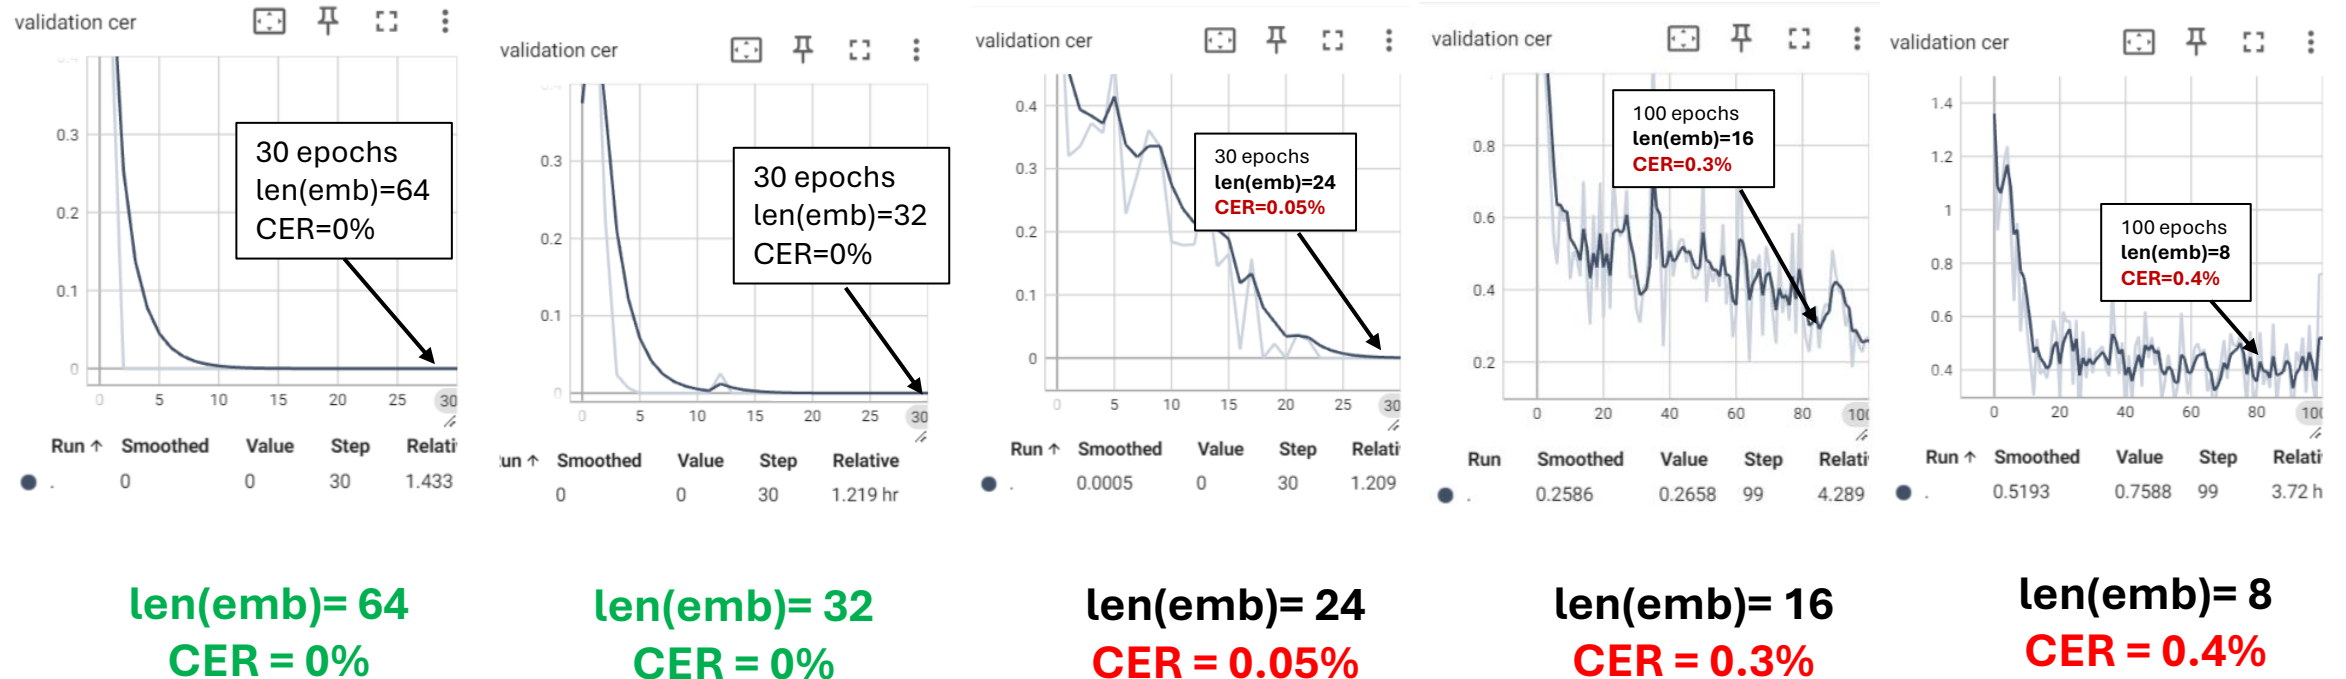 validation cer
0.4
0.3
0.2
0.1
0
0 5 10 15 20 25 30
30 epochs
len(emb)=64
CER=0%
Run ↑ Smoothed Value Step Relati
. 0 0 30 1.433
validation cer
0.4
0.3
0.2
0.1
0
0 5 10 15 20 25 30
30 epochs
len(emb)=32
CER=0%
un ↑ Smoothed Value Step Relative
0 0 30 1.219 hr
validation cer
0.4
0.3
0.2
0.1
0
0 5 10 15 20 25 30
30 epochs
len(emb)=24
CER=0.05%
Run ↑ Smoothed Value Step Relati
. 0.0005 0 30 1.209
validation cer
0.8
0.6
0.4
0.2
0 20 40 60 80 100
100 epochs
len(emb)=16
CER=0.3%
Run Smoothed Value Step Relati
. 0.2586 0.2658 99 4.289
validation cer
1.4
1.2
1
0.8
0.6
0.4
0 20 40 60 80 100
100 epochs
len(emb)=8
CER=0.4%
Run ↑ Smoothed Value Step Relati
. 0.5193 0.7588 99 3.72 h
len(emb)= 64
CER = 0%
len(emb)= 32
CER = 0%
len(emb)= 24
CER = 0.05%
len(emb)= 16
CER = 0.3%
len(emb)= 8
CER = 0.4%